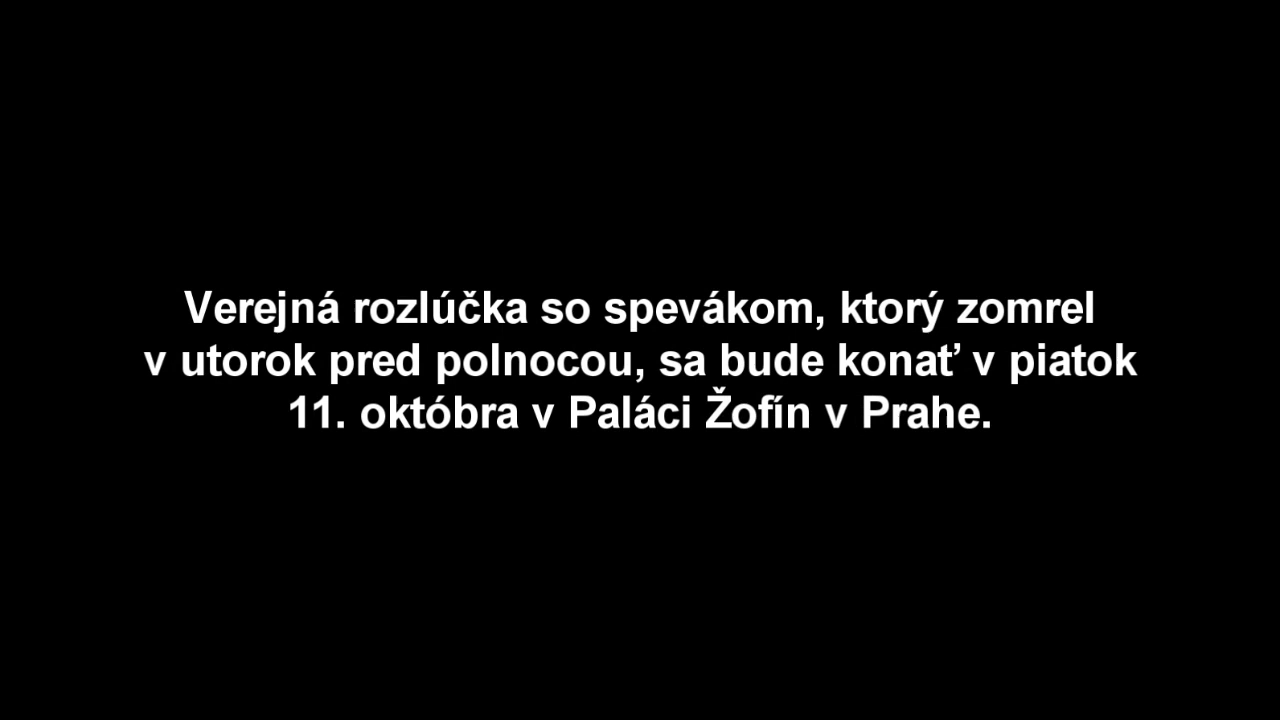 Verejná rozlúčka so spevákom, ktorý zomrel
v utorok pred polnocou, sa bude konať v piatok
11. októbra v Paláci Žofín v Prahe.